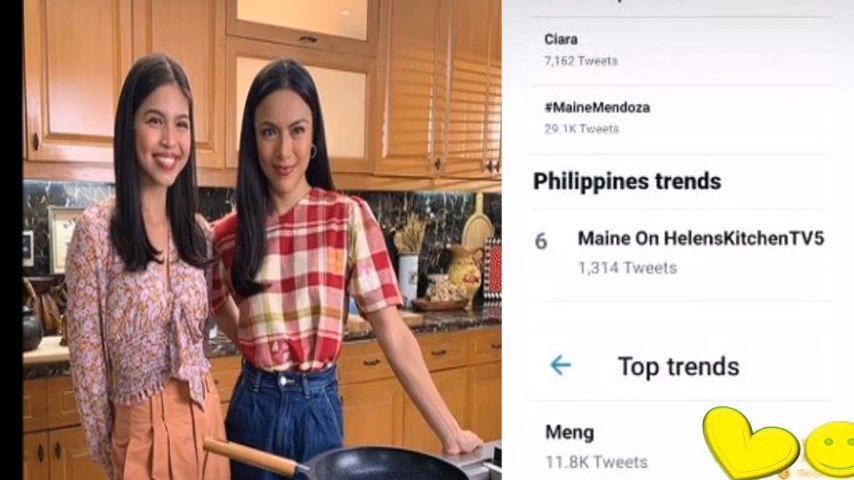 Ciara
7,162 Tweets
#MaineMendoza
29.1K Tweets
Philippines trends
6
Maine On HelensKitchenTV5
1,314 Tweets
Top trends
Meng
11.8K Tweets